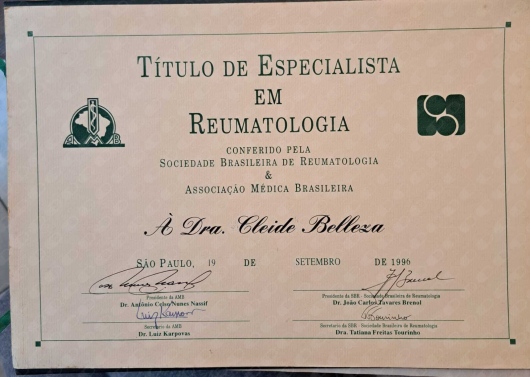 TÍTULO DE ESPECIALISTA
EM
REUMATOLOGIA
CONFERIDO PELA
SOCIEDADE BRASILEIRA DE REUMATOLOGIA
&
ASSOCIAÇÃO MÉDICA BRASILEIRA
À Dra. Cleide Belleza
SÃO PAULO, 19 DE SETEMBRO DE 1996
Presidente da AMB
Dr. Antônio Celso Nunes Nassif
Secretário da AMB
Dr. Luiz Karpovas
Presidente da SBR - Sociedade Brasileira de Reumatologia
Dr. João Carlos Tavares Brenol
Secretário da SBR - Sociedade Brasileira de Reumatologia
Dra. Tatiana Freitas Tourinho